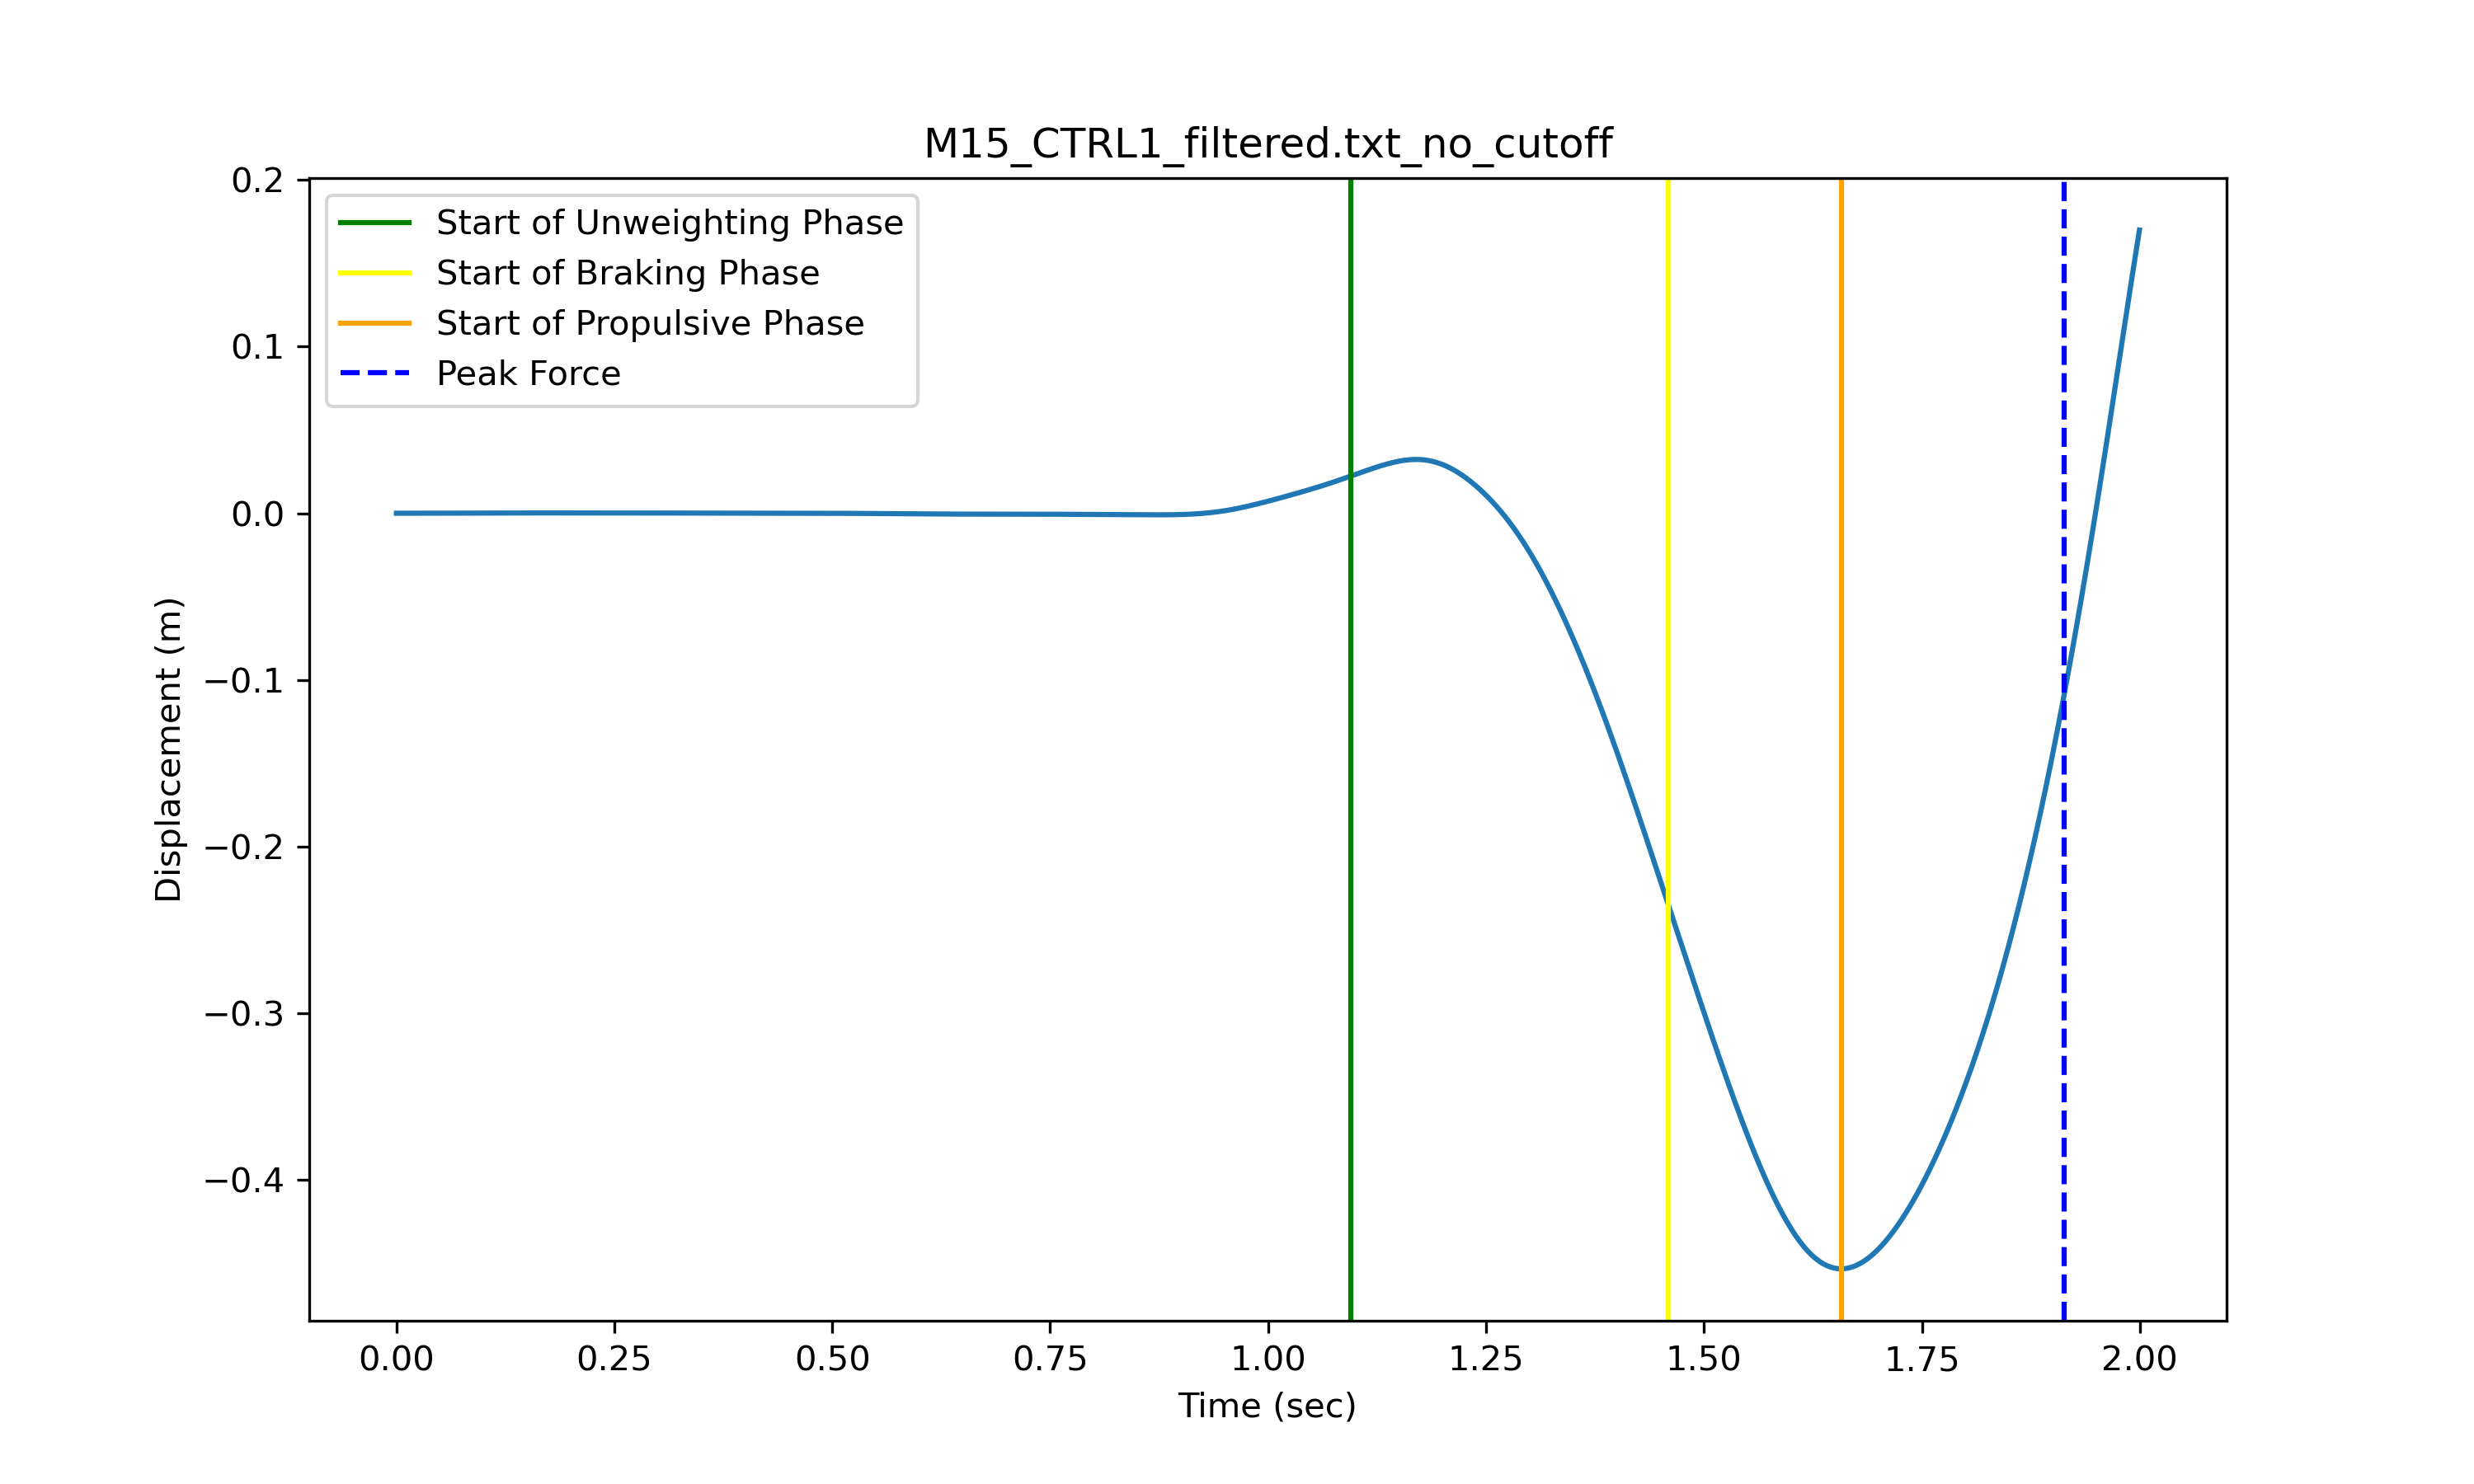 M15_CTRL1_filtered.txt_no_cutoff
Start of Unweighting Phase
Start of Braking Phase
Start of Propulsive Phase
Peak Force
Displacement (m)
0.2
0.1
0.0
−0.1
−0.2
−0.3
−0.4
0.00 0.25 0.50 0.75 1.00 1.25 1.50 1.75 2.00
Time (sec)